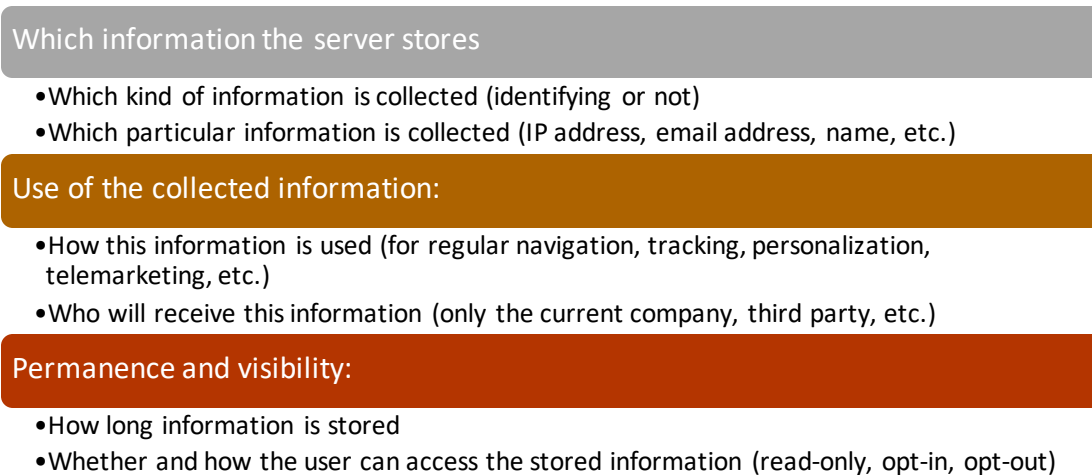 Which information the server stores
•Which kind of information is collected (identifying or not)
•Which particular information is collected (IP address, email address, name, etc.)
Use of the collected information:
•How this information is used (for regular navigation, tracking, personalization,
telemarketing, etc.)
•Who will receive this information (only the current company, third party, etc.)
Permanence and visibility:
•How long information is stored
•Whether and how the user can access the stored information (read-only, opt-in, opt-out)